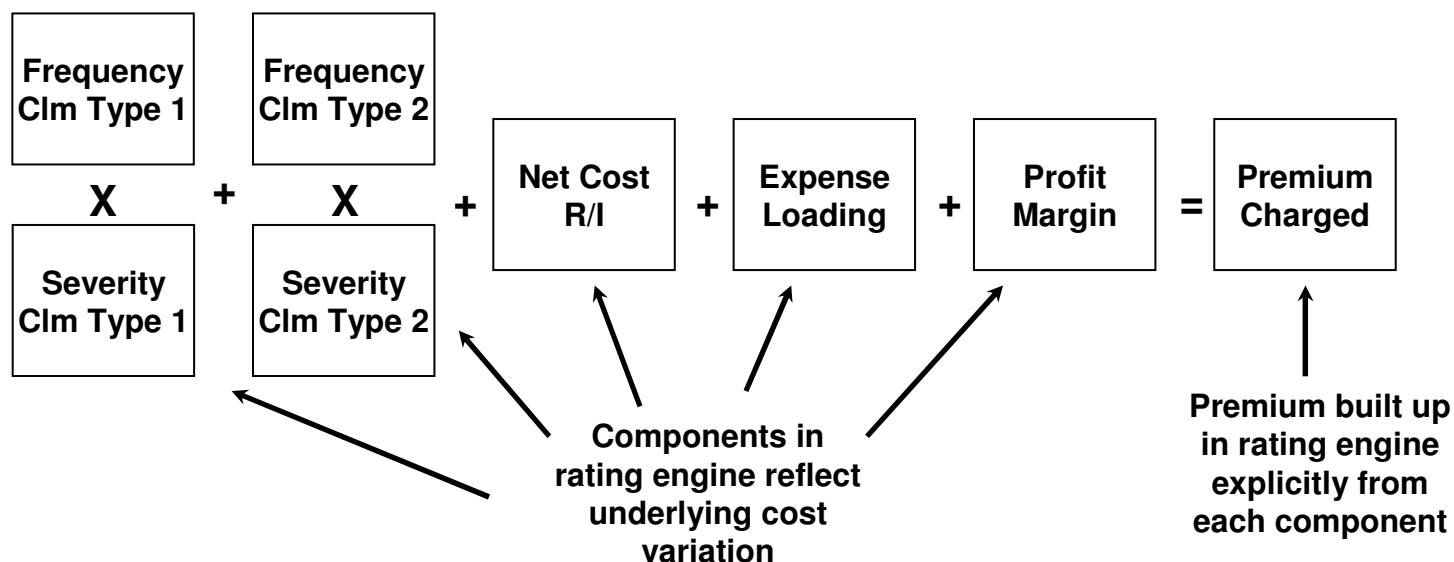 Frequency
Clm Type 1
X
Severity
Clm Type 1
+
Frequency
Clm Type 2
X
Severity
Clm Type 2
+
Net Cost
R/I
+
Expense
Loading
+
Profit
Margin
=
Premium
Charged
Components in
rating engine reflect
underlying cost
variation
Premium built up
in rating engine
explicitly from
each component